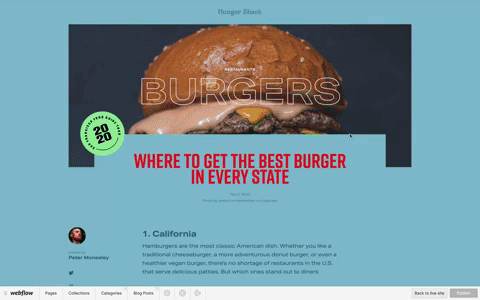 Hunger Shack
RESTAURANTS
BURGERS
2020
WHERE TO GET THE BEST BURGER
IN EVERY STATE
Peter Moneeley
1. California
Hamburgers are the most classic American dish. Whether you like a
traditional cheeseburger, a more adventurous donut burger, or even a
healthier vegan burger, there's no shortage of restaurants in the U.S.
that serve delicious patties. But which ones stand out to diners
webflow
Pages
Collections
Categories
Blog Posts
Back to live site
Publish